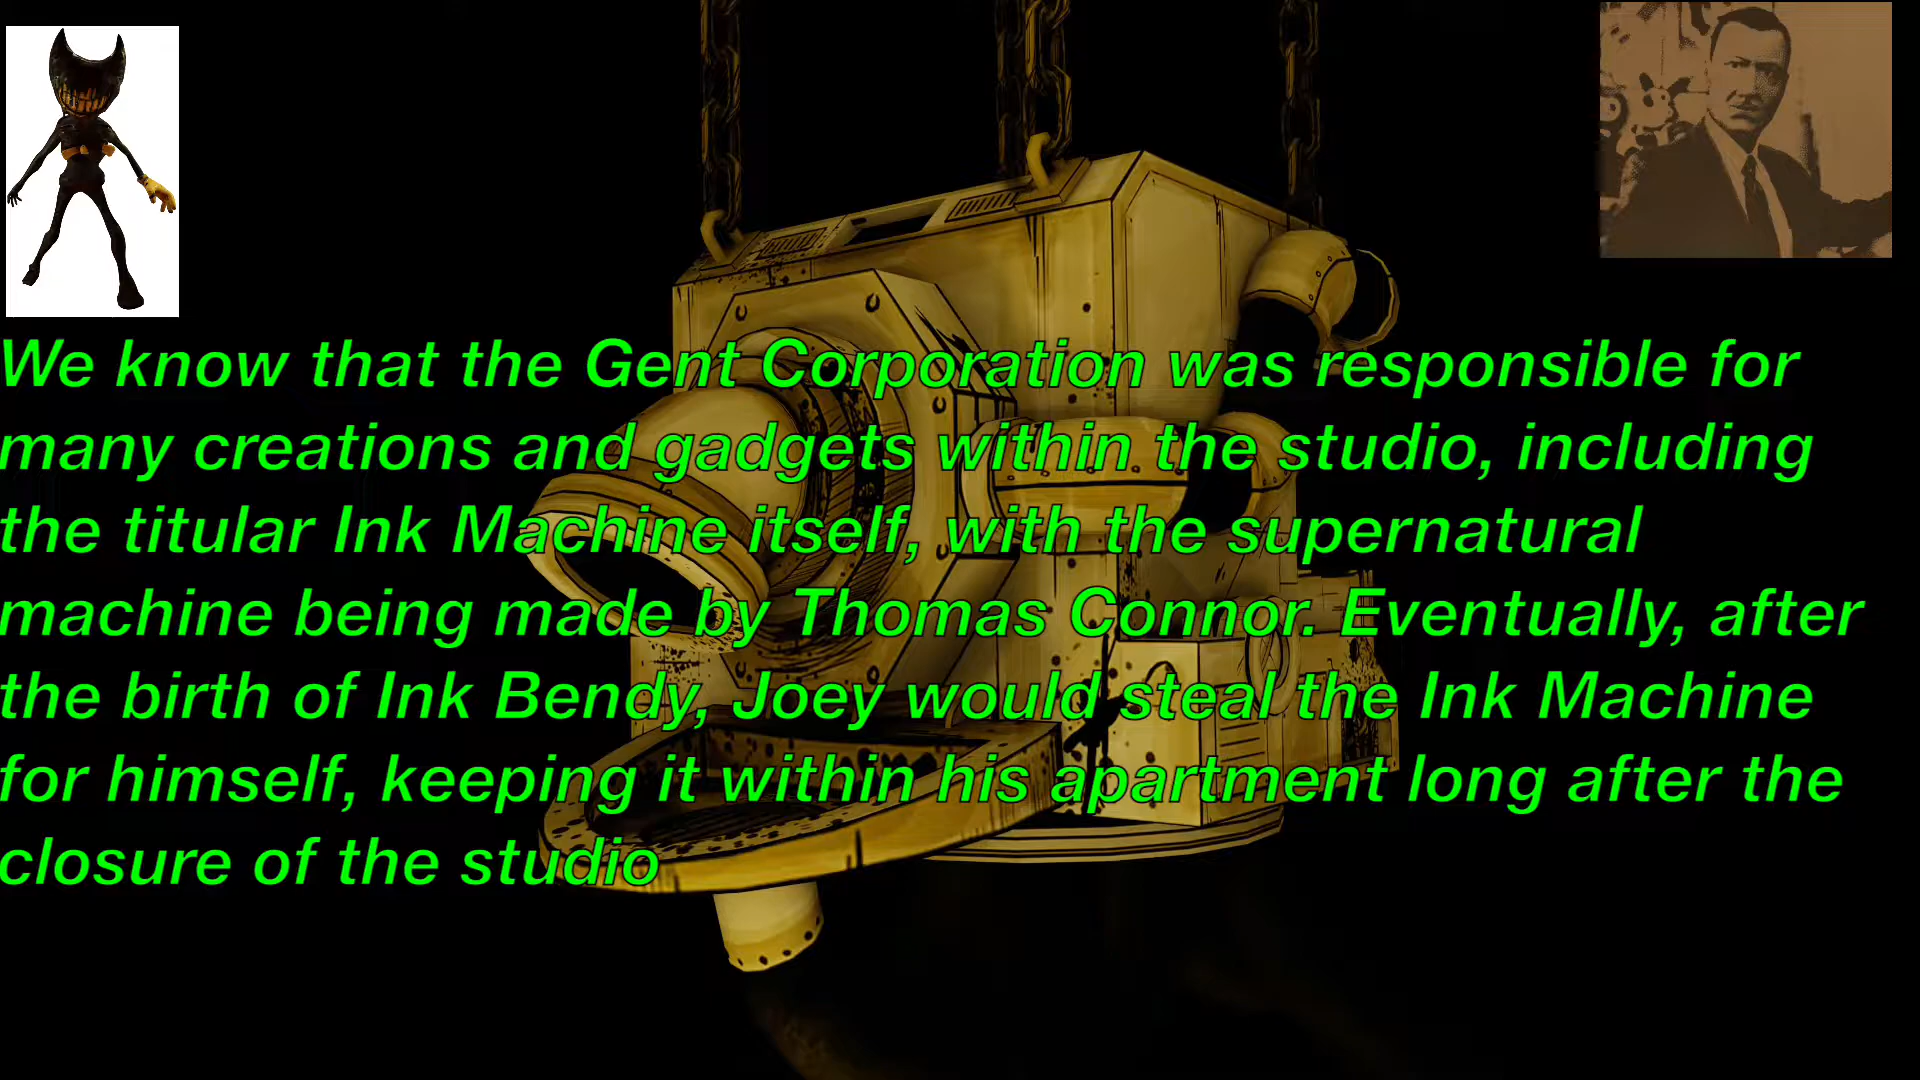 We know that the Gent Corporation was responsible for
many creations and gadgets within the studio, including
the titular Ink Machine itself, with the supernatural
machine being made by Thomas Connor. Eventually, after
the birth of Ink Bendy, Joey would steal the Ink Machine
for himself, keeping it within his apartment long after the
closure of the studio